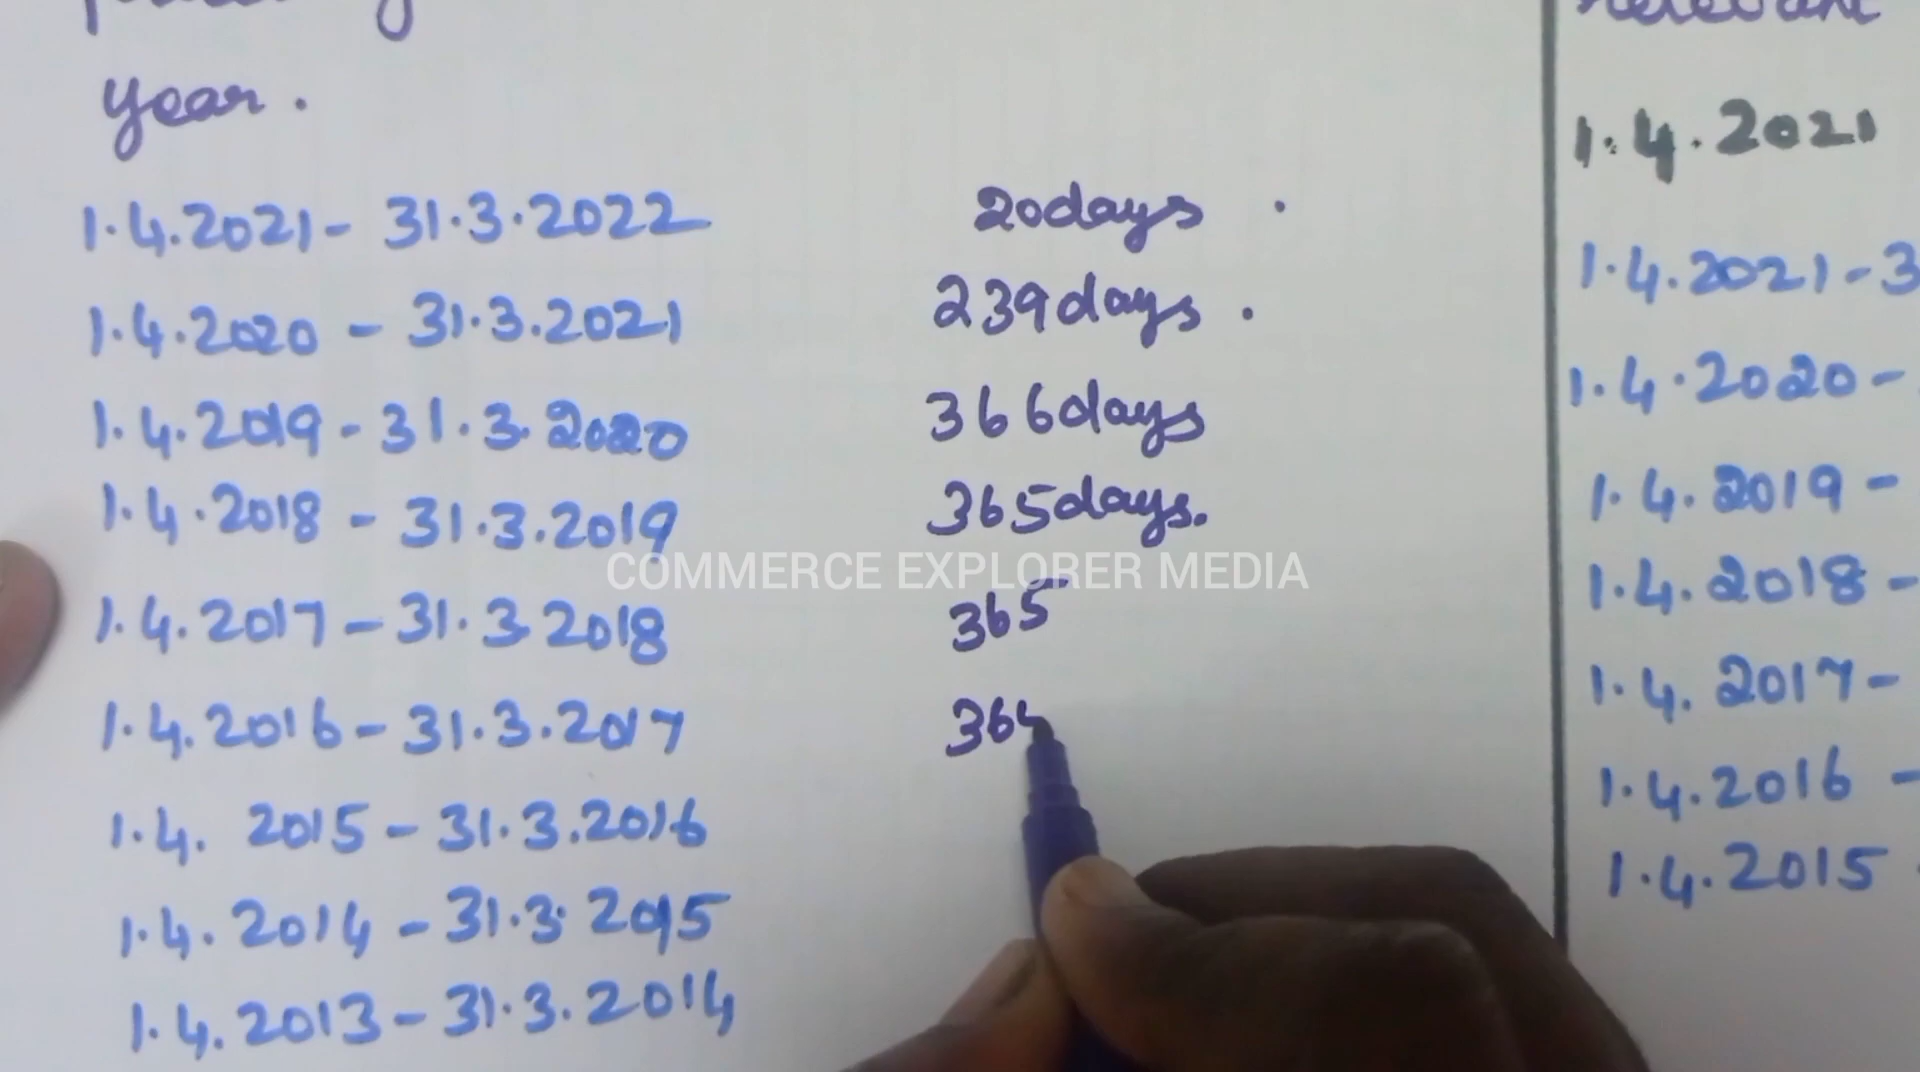 year.
1.4.2021 - 31.3.2022 20days.
1.4.2020 - 31.3.2021 239days.
1.4.2019 - 31.3.2020 366days
1.4.2018 - 31.3.2019 365days.
COMMERCE EXPLORER MEDIA
1.4.2017 - 31.3 2018 365
1.4.2016 - 31.3.2017
1.4. 2015 - 31.3.2016
1.4.2014 - 31.3.2015
1.4.2013 - 31.3.2014
Relevant
1.4.2021
1.4.2021 - 3
1.4.2020 -
1.4.2019 -
1.4.2018 -
1.4.2017 -
1.4.2016 -
1.4.2015